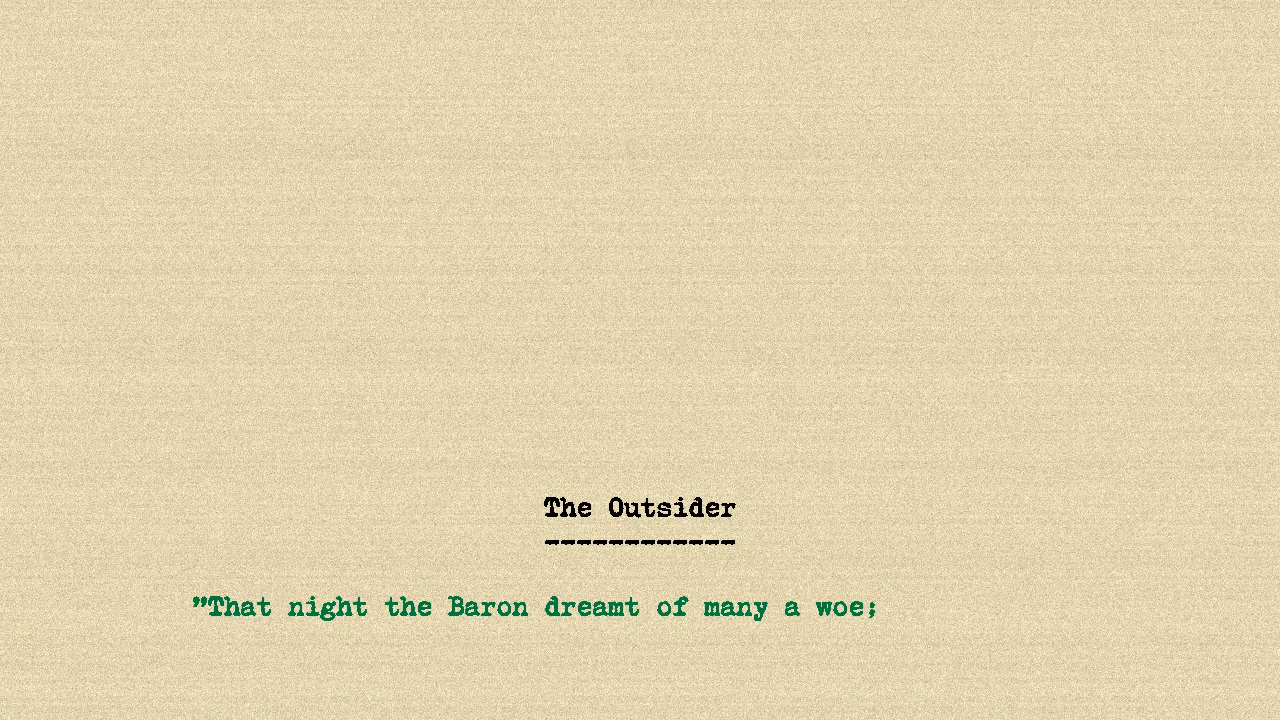 The Outsider
------------
”That night the Baron dreamt of many a woe;